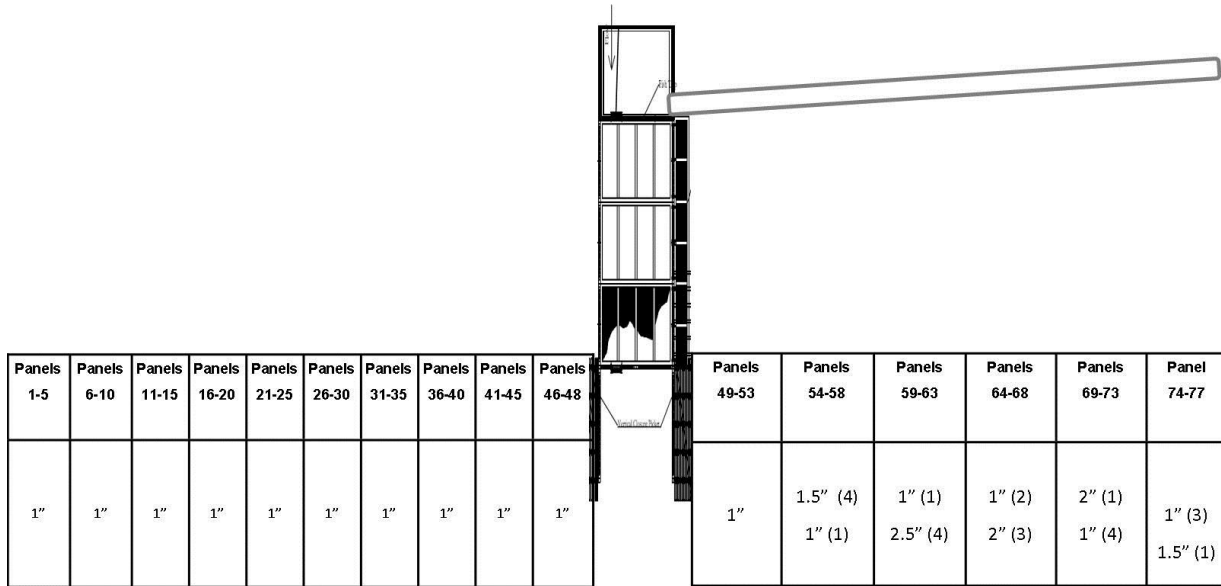 Panels 1-5
Panels 6-10
Panels 11-15
Panels 16-20
Panels 21-25
Panels 26-30
Panels 31-35
Panels 36-40
Panels 41-45
Panels 46-48
Panels 49-53
Panels 54-58
Panels 59-63
Panels 64-68
Panels 69-73
Panel 74-77
1”
1”
1”
1”
1”
1”
1”
1”
1”
1”
1”
1.5” (4)
1” (1)
1” (1)
2.5” (4)
1” (2)
2” (3)
2” (1)
1” (4)
1” (3)
1.5” (1)